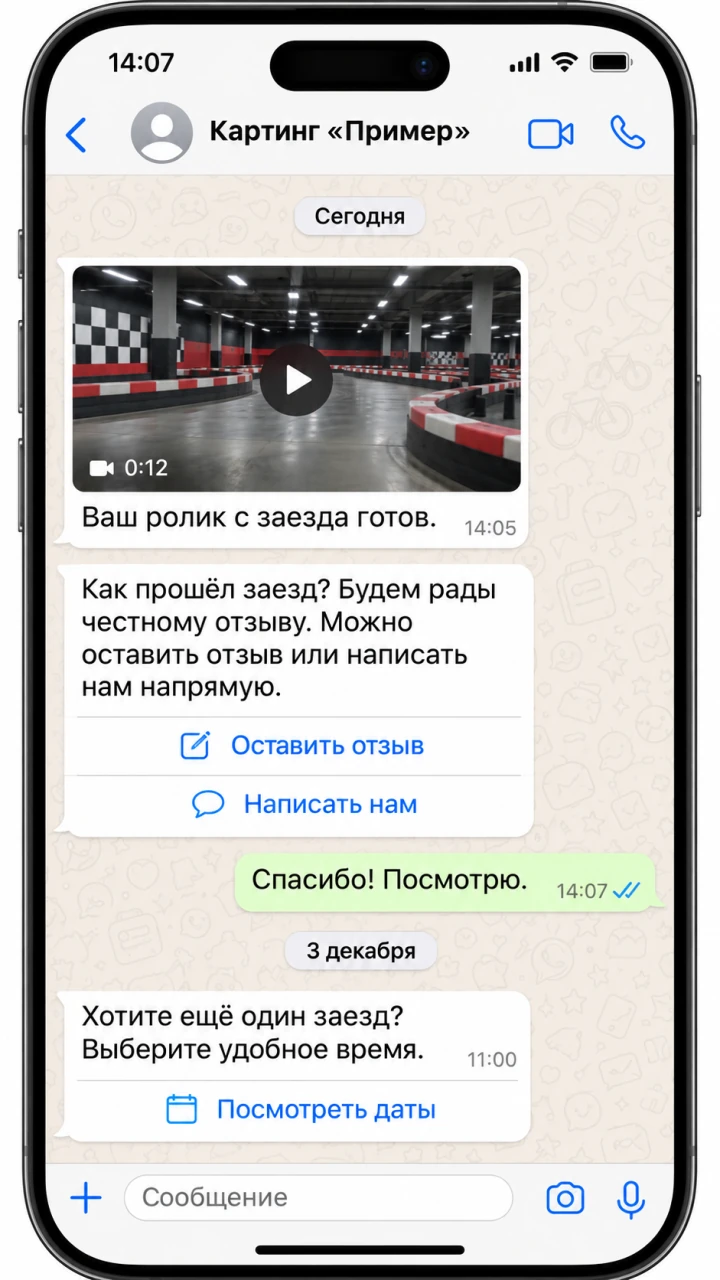 14:07
Картинг «Пример»
Сегодня
0:12
Ваш ролик с заезда готов.
14:05
Как прошёл заезд? Будем рады
честному отзыву. Можно
оставить отзыв или написать
нам напрямую.
Оставить отзыв
Написать нам
Спасибо! Посмотрю.
14:07
3 декабря
Хотите ещё один заезд?
Выберите удобное время.
11:00
Посмотреть даты
Сообщение